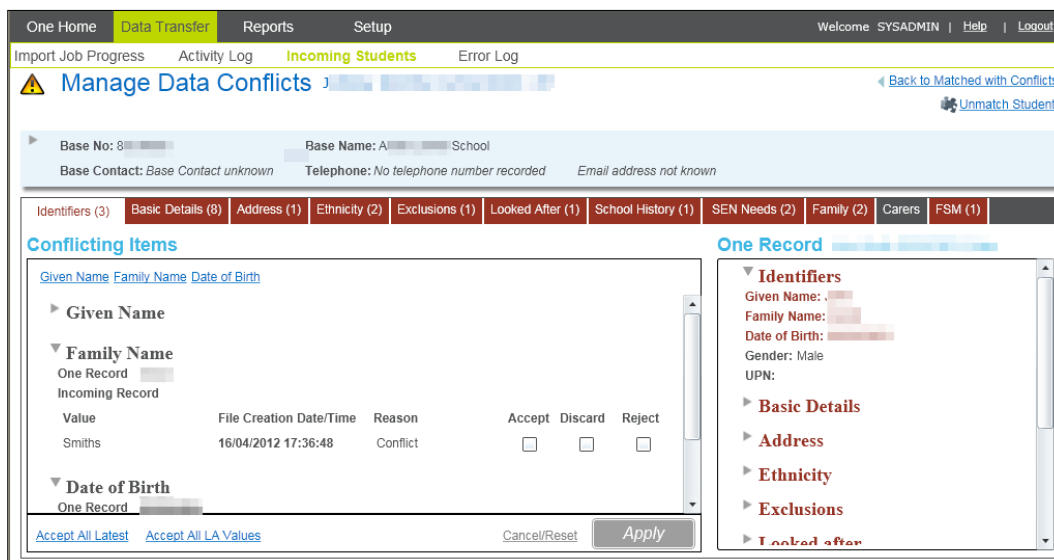 One Home Data Transfer Reports Setup Welcome SYSADMIN | Help | Logout
Import Job Progress Activity Log Incoming Students Error Log
Manage Data Conflicts
Back to Matched with Conflicts
Unmatch Student
Base No: 8 Base Name: A School
Base Contact: Base Contact unknown Telephone: No telephone number recorded Email address not known
Identifiers (3) Basic Details (8) Address (1) Ethnicity (2) Exclusions (1) Looked After (1) School History (1) SEN Needs (2) Family (2) Carers FSM (1)
Conflicting Items
Given Name Family Name Date of Birth
Given Name
Family Name
One Record
Incoming Record
Value File Creation Date/Time Reason Accept Discard Reject
Smiths 16/04/2012 17:36:48 Conflict
Date of Birth
One Record
Accept All Latest Accept All LA Values Cancel/Reset Apply
One Record
Identifiers
Given Name:
Family Name:
Date of Birth:
Gender: Male
UPN:
Basic Details
Address
Ethnicity
Exclusions
Looked after